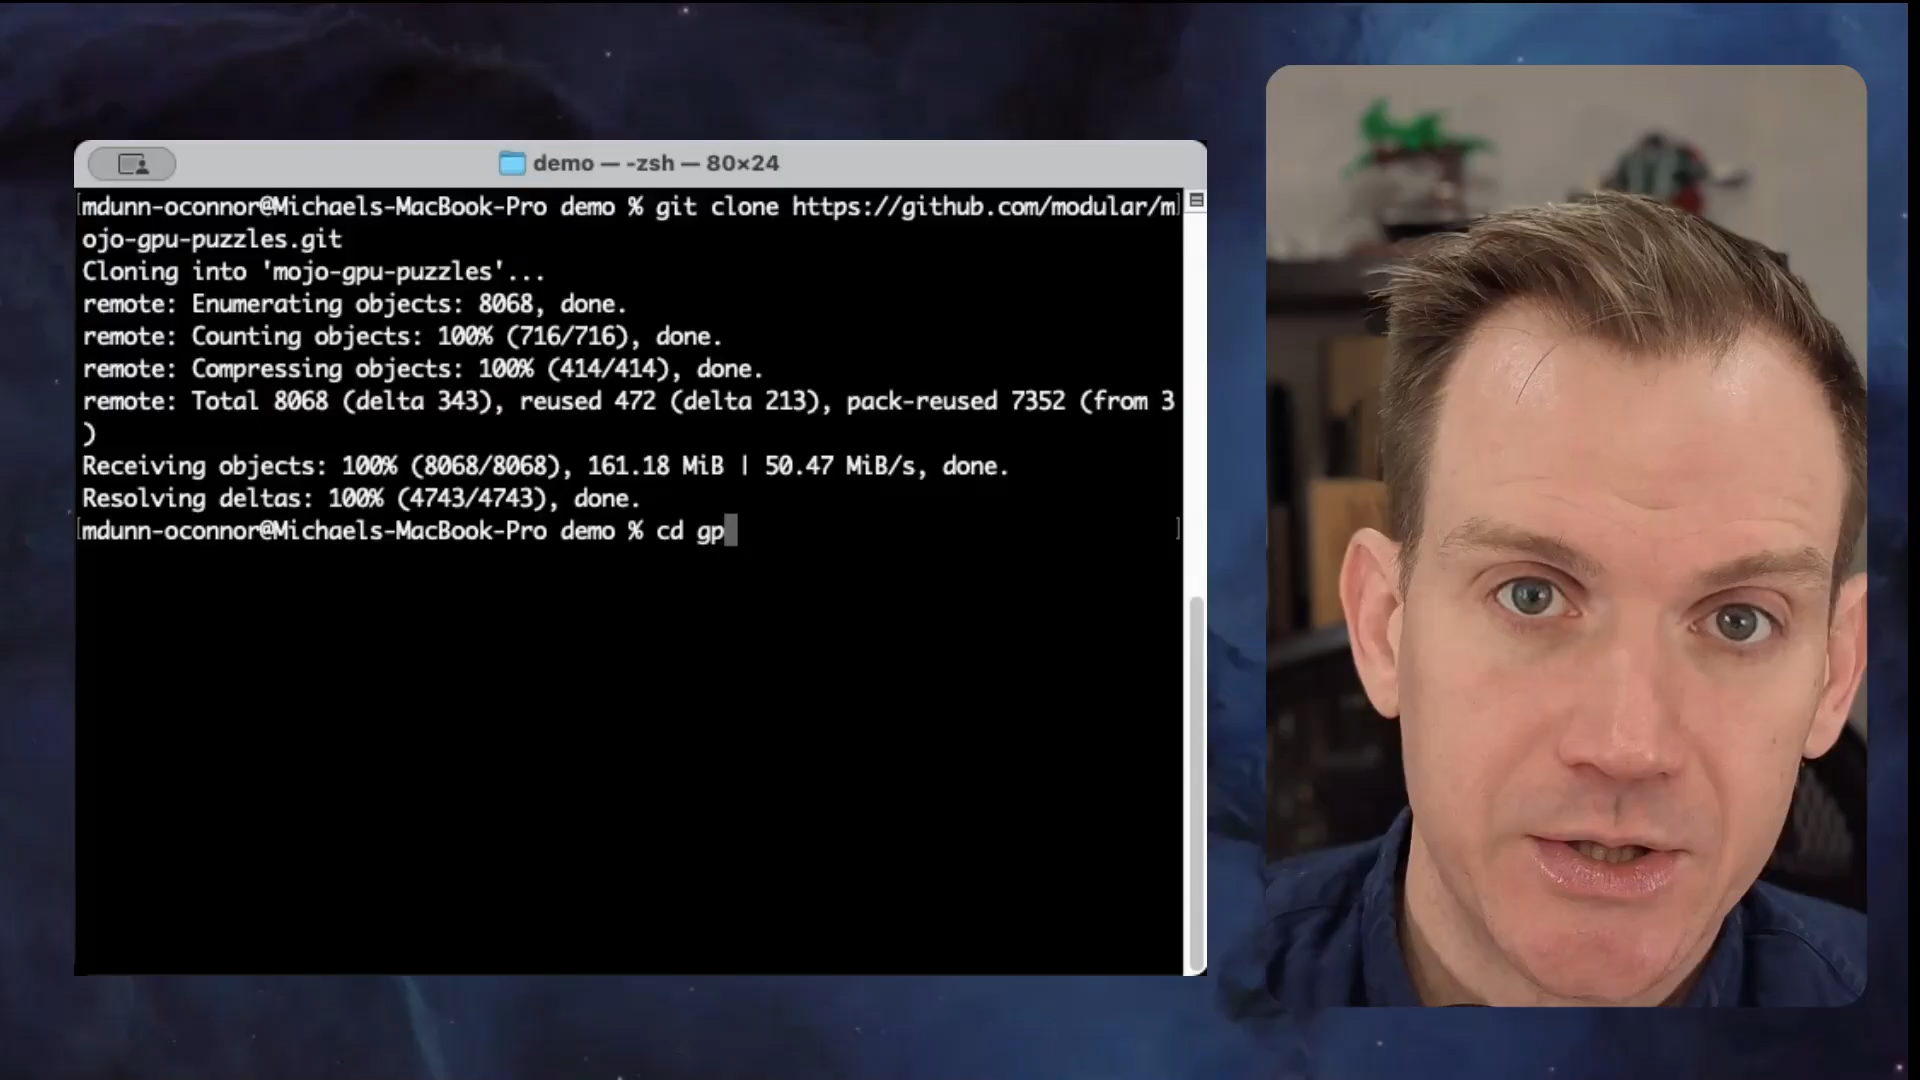 demo — -zsh — 80×24
mdunn-oconnor@Michaels-MacBook-Pro demo % git clone https://github.com/modular/m
ojo-gpu-puzzles.git
Cloning into 'mojo-gpu-puzzles'...
remote: Enumerating objects: 8068, done.
remote: Counting objects: 100% (716/716), done.
remote: Compressing objects: 100% (414/414), done.
remote: Total 8068 (delta 343), reused 472 (delta 213), pack-reused 7352 (from 3
)
Receiving objects: 100% (8068/8068), 161.18 MiB | 50.47 MiB/s, done.
Resolving deltas: 100% (4743/4743), done.
mdunn-oconnor@Michaels-MacBook-Pro demo % cd gp